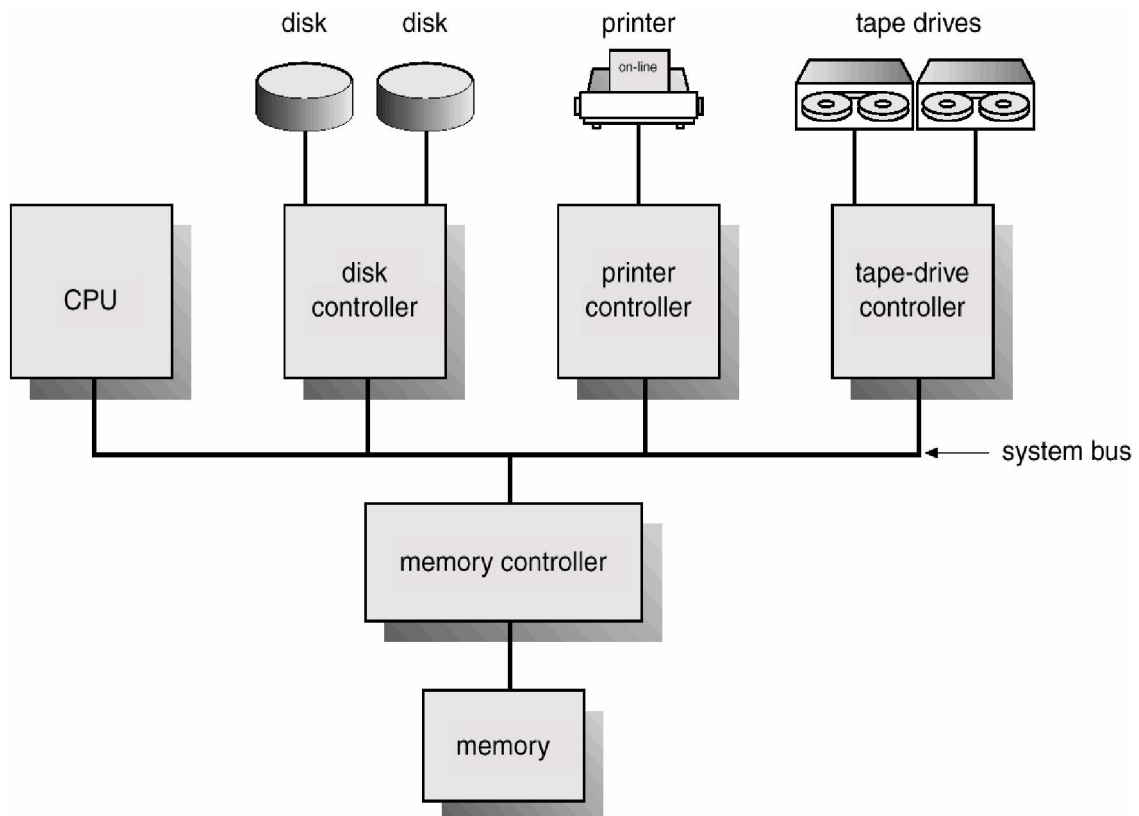 disk
disk
printer
tape drives
on-line
CPU
disk
controller
printer
controller
tape-drive
controller
system bus
memory controller
memory